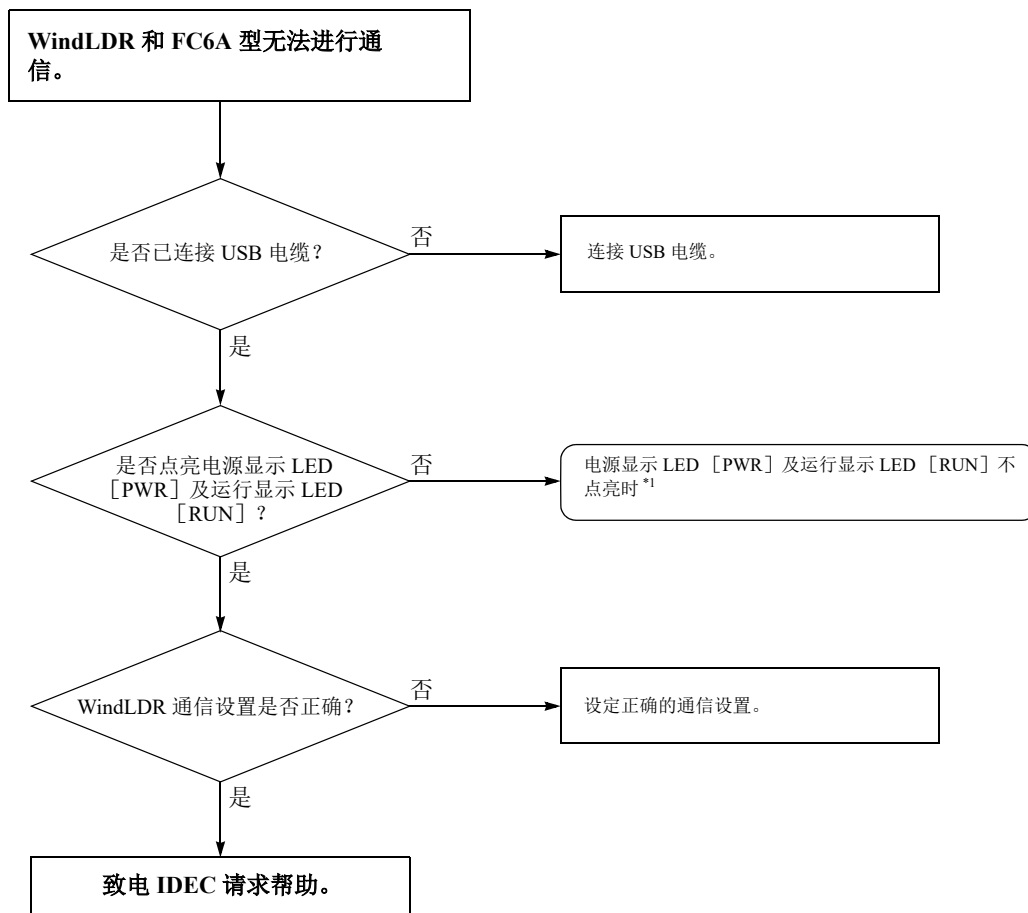 WindLDR 和 FC6A 型无法进行通
信。
否
是否已连接 USB 电缆？
连接 USB 电缆。
是
是否点亮电源显示 LED
［PWR］及运行显示 LED
［RUN］？
否
电源显示 LED ［PWR］及运行显示 LED ［RUN］不
点亮时 *1
是
否
WindLDR 通信设置是否正确？
设定正确的通信设置。
是
致电 IDEC 请求帮助。